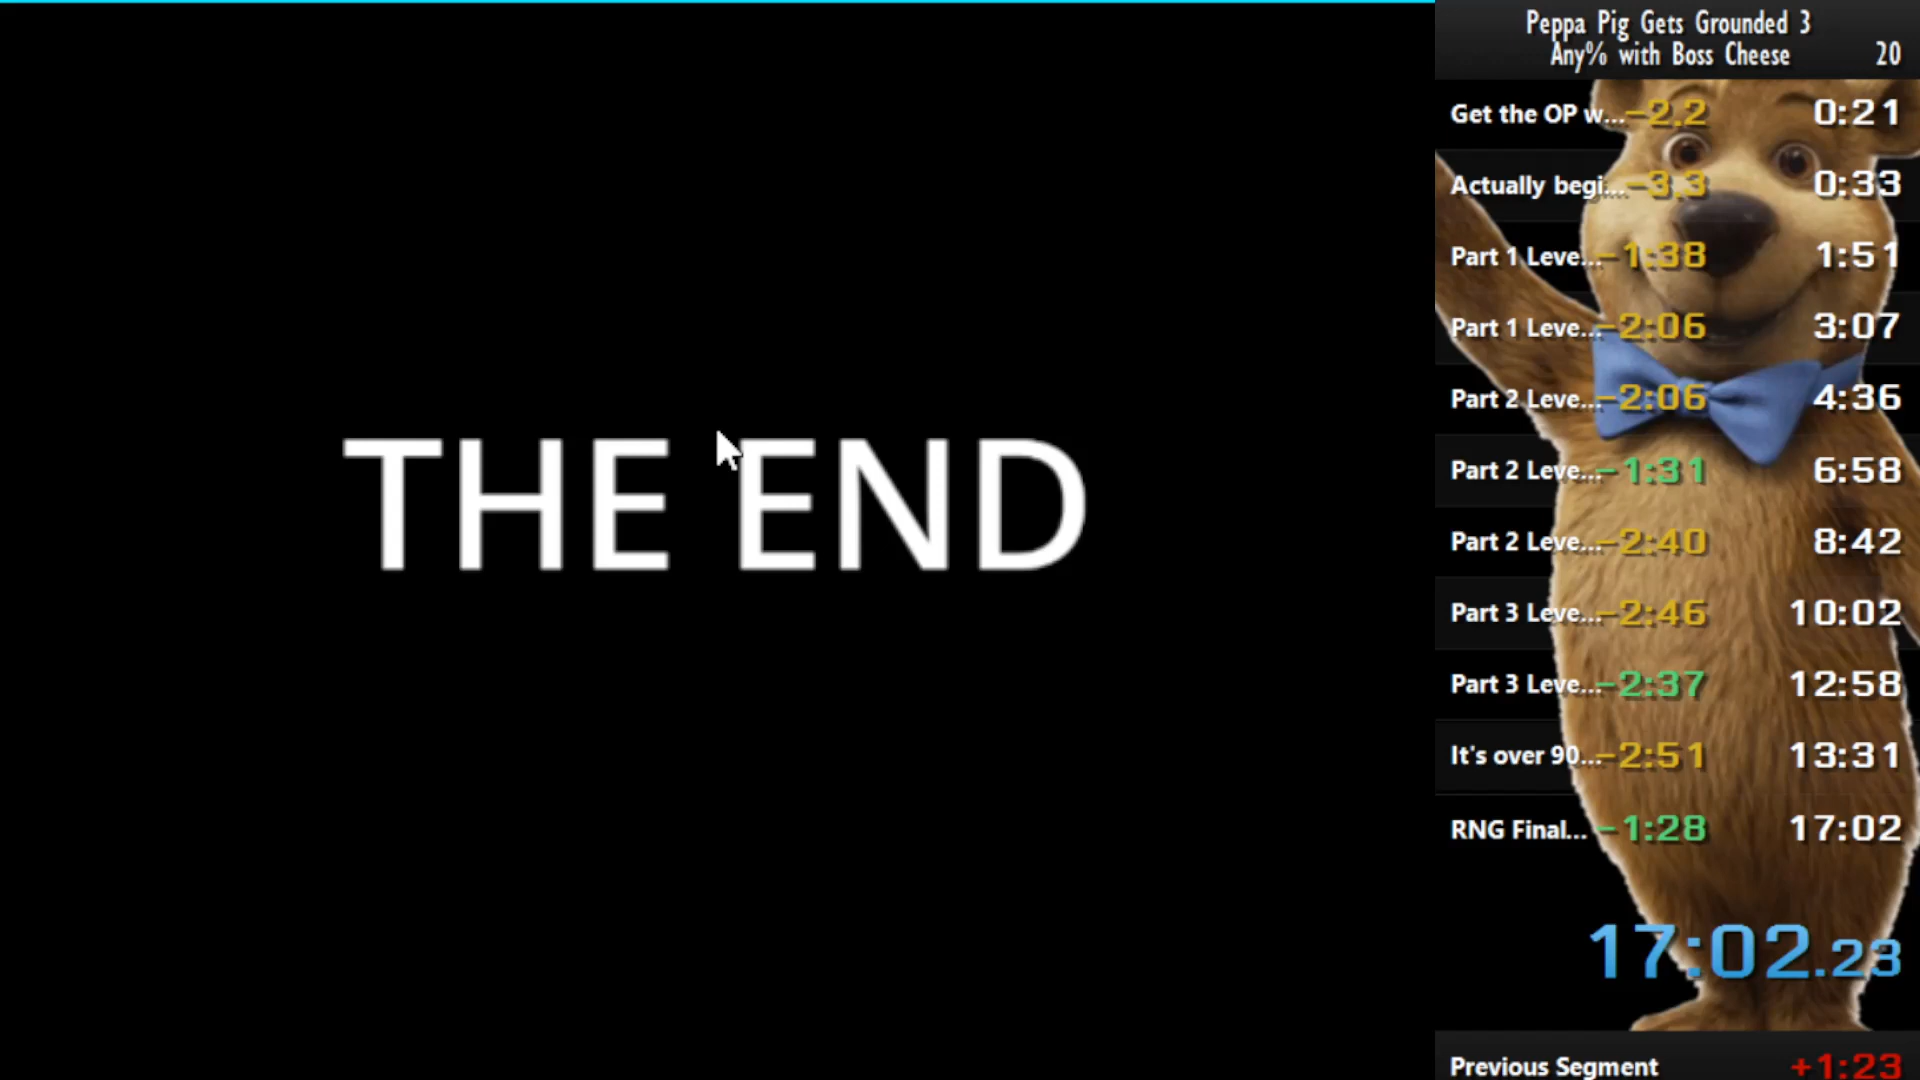 THE END
Peppa Pig Gets Grounded 3
Any% with Boss Cheese 20
Get the OP w... -2.2 0:21
Actually begi... -3.3 0:33
Part 1 Leve... -1:38 1:51
Part 1 Leve... -2:06 3:07
Part 2 Leve... -2:06 4:36
Part 2 Leve... -1:31 6:58
Part 2 Leve... -2:40 8:42
Part 3 Leve... -2:46 10:02
Part 3 Leve... -2:37 12:58
It's over 90... -2:51 13:31
RNG Final... -1:28 17:02
17:02.23
Previous Segment +1:23